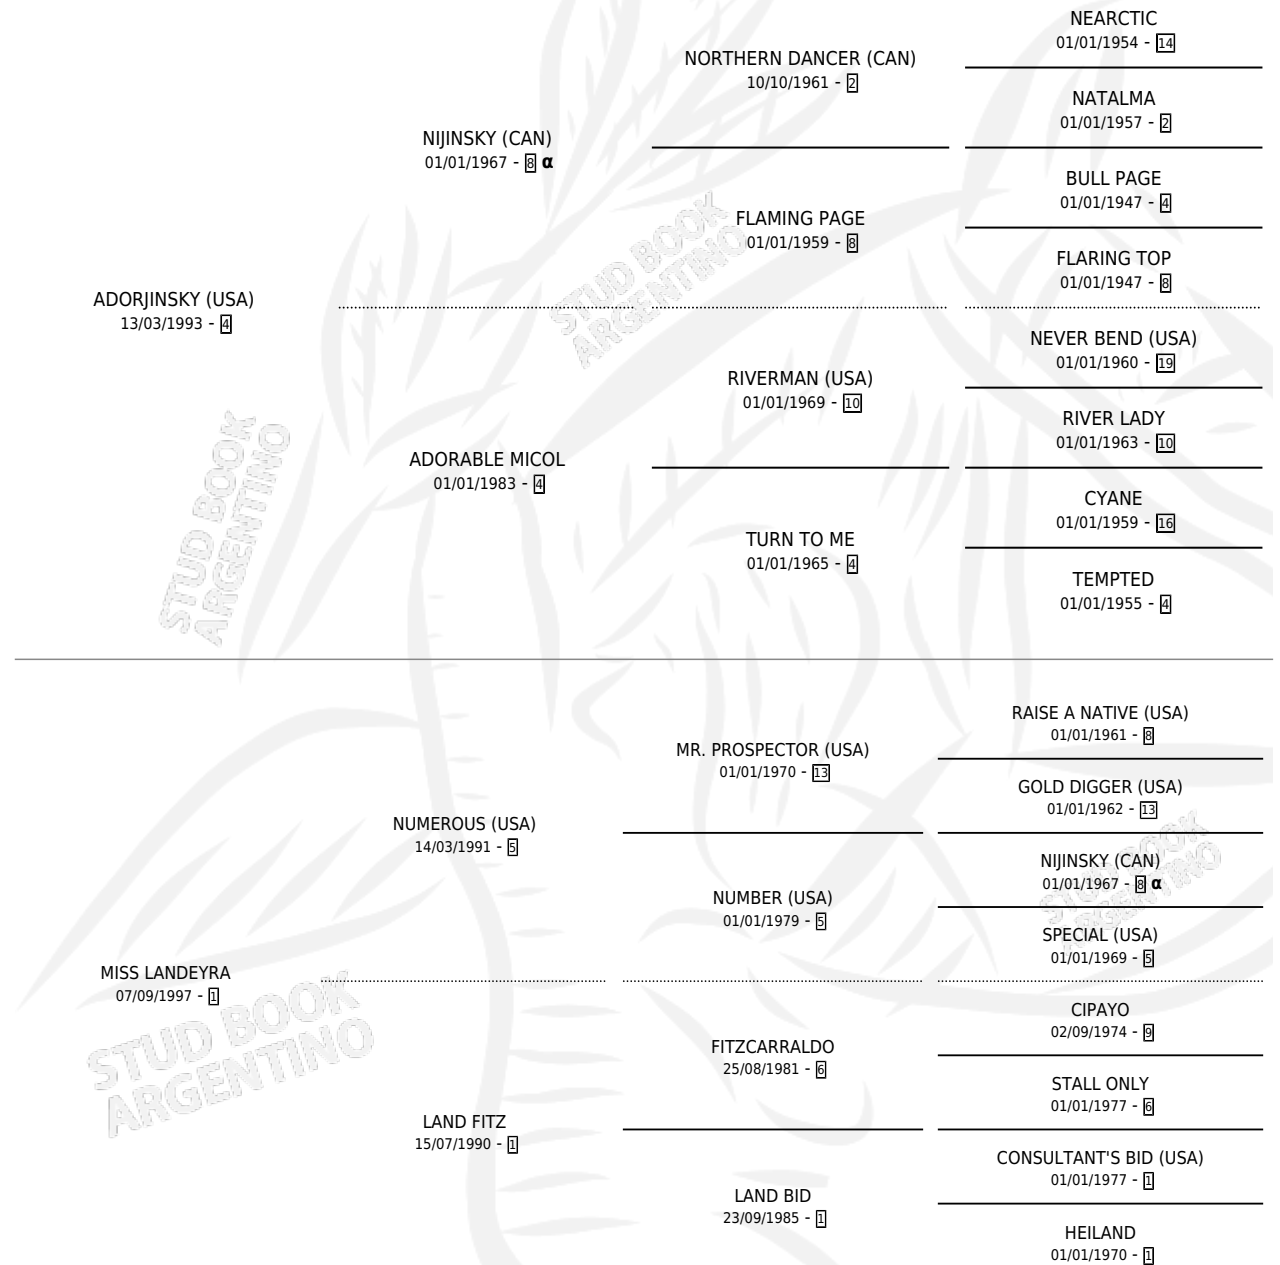 NEARCTIC
01/01/1954 - 14
NORTHERN DANCER (CAN)
10/10/1961 - 2
NATALMA
01/01/1957 - 2
NIJINSKY (CAN)
01/01/1967 - 8 α
BULL PAGE
01/01/1947 - 4
FLAMING PAGE
01/01/1959 - 8
FLARING TOP
01/01/1947 - 8
ADORJINSKY (USA)
13/03/1993 - 4
NEVER BEND (USA)
01/01/1960 - 19
RIVERMAN (USA)
01/01/1969 - 10
RIVER LADY
01/01/1963 - 10
ADORABLE MICOL
01/01/1983 - 4
CYANE
01/01/1959 - 16
TURN TO ME
01/01/1965 - 4
TEMPTED
01/01/1955 - 4
RAISE A NATIVE (USA)
01/01/1961 - 8
MR. PROSPECTOR (USA)
01/01/1970 - 13
GOLD DIGGER (USA)
01/01/1962 - 13
NUMEROUS (USA)
14/03/1991 - 5
NIJINSKY (CAN)
01/01/1967 - 8 α
NUMBER (USA)
01/01/1979 - 5
SPECIAL (USA)
01/01/1969 - 5
MISS LANDEYRA
07/09/1997 - 1
CIPAYO
02/09/1974 - 9
FITZCARRALDO
25/08/1981 - 6
STALL ONLY
01/01/1977 - 6
LAND FITZ
15/07/1990 - 1
CONSULTANT'S BID (USA)
01/01/1977 - 1
LAND BID
23/09/1985 - 1
HEILAND
01/01/1970 - 1
STUD BOOK
ARGENTINO
STUD BOOK
ARGENTINO
STUD BOOK
ARGENTINO
STUD BOOK
ARGENTINO